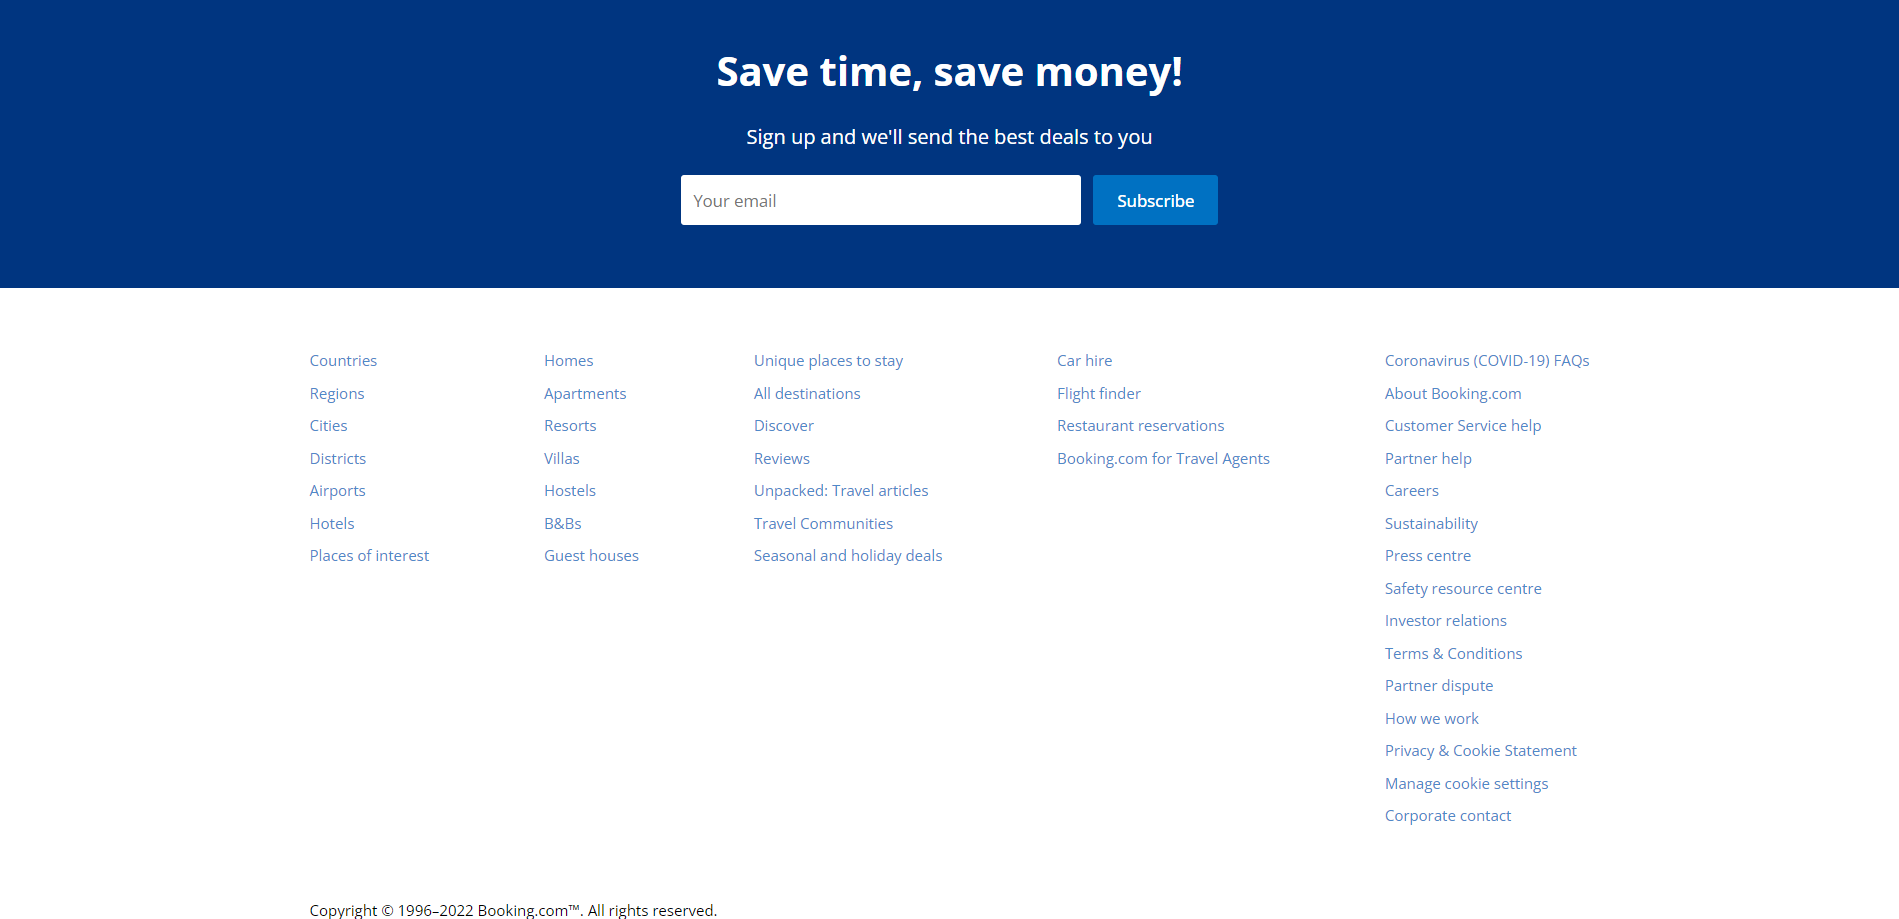 Save time, save money!
Sign up and we'll send the best deals to you
Your email
Subscribe
Countries
Regions
Cities
Districts
Airports
Hotels
Places of interest
Homes
Apartments
Resorts
Villas
Hostels
B&Bs
Guest houses
Unique places to stay
All destinations
Discover
Reviews
Unpacked: Travel articles
Travel Communities
Seasonal and holiday deals
Car hire
Flight finder
Restaurant reservations
Booking.com for Travel Agents
Coronavirus (COVID-19) FAQs
About Booking.com
Customer Service help
Partner help
Careers
Sustainability
Press centre
Safety resource centre
Investor relations
Terms & Conditions
Partner dispute
How we work
Privacy & Cookie Statement
Manage cookie settings
Corporate contact
Copyright © 1996–2022 Booking.com™. All rights reserved.